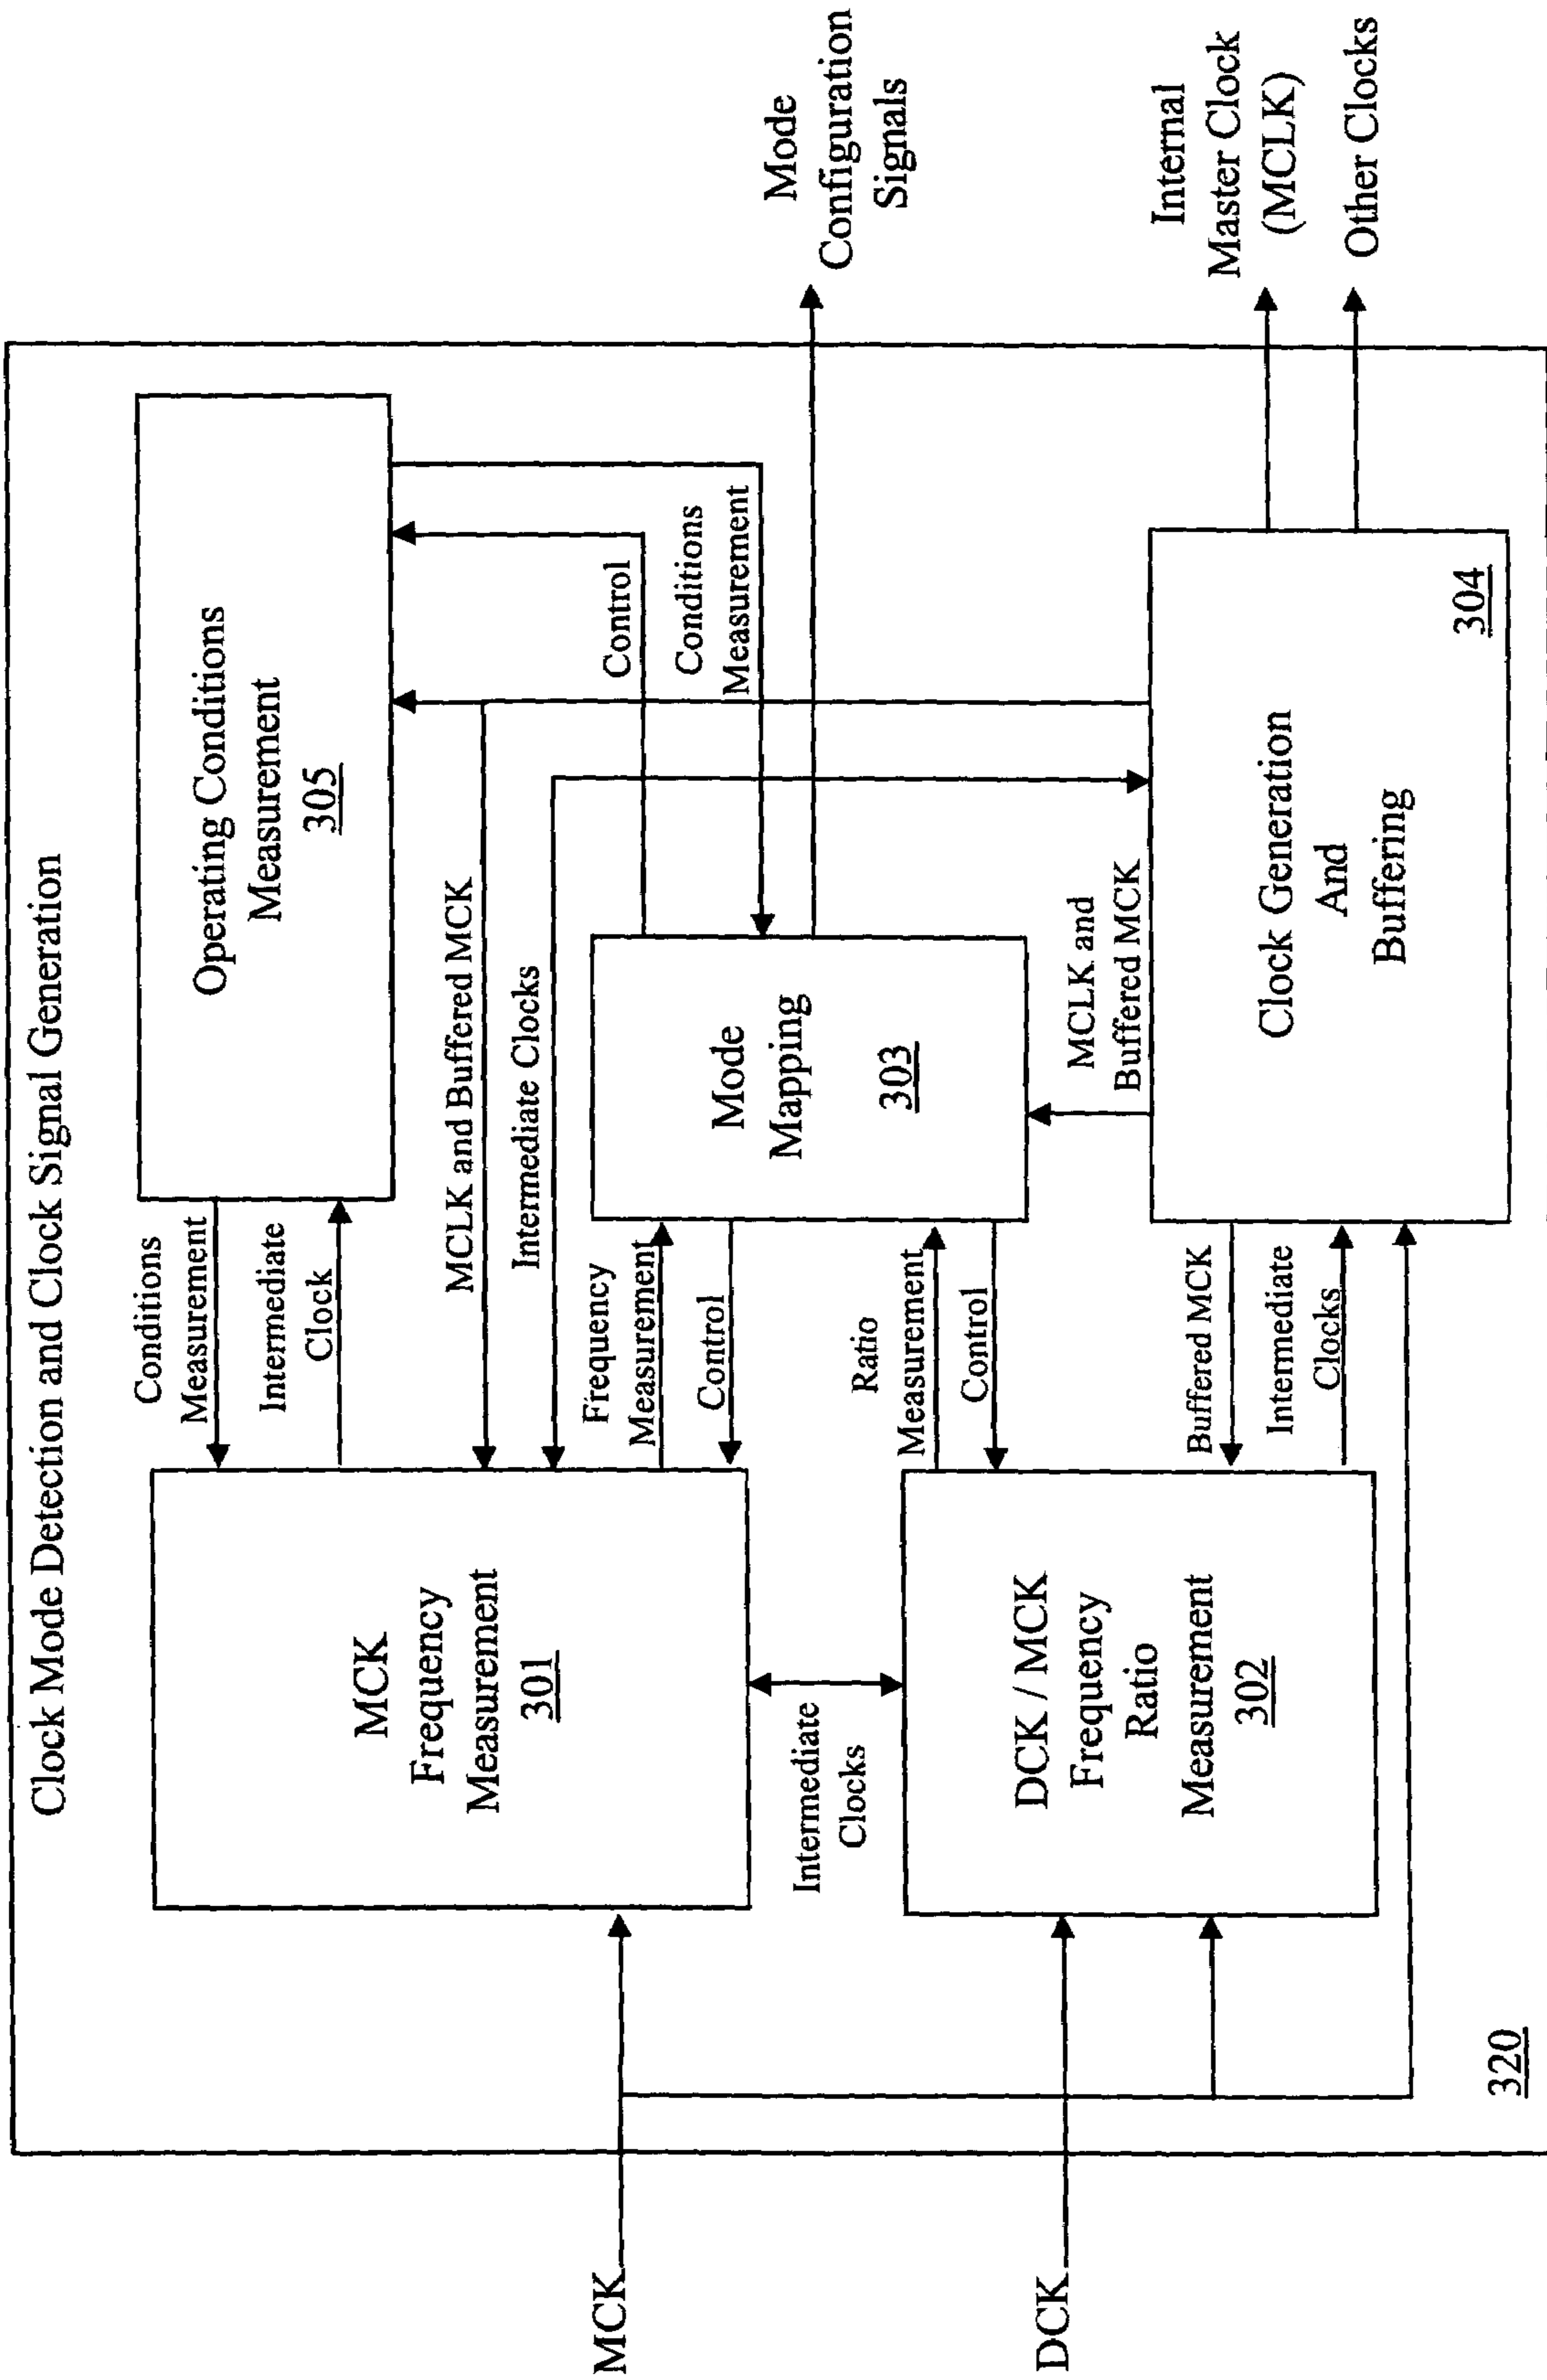 Clock Mode Detection and Clock Signal Generation
Operating Conditions
Measurement
305
Conditions
Measurement
Intermediate
Clock
MCK
Frequency
Measurement
301
MCLK and Buffered MCK
Intermediate Clocks
Control
Conditions
Measurement
Frequency
Measurement
Control
Mode
Mapping
303
Mode
Configuration
Signals
MCK
Intermediate
Clocks
Ratio
Measurement
Control
MCLK and
Buffered MCK
DCK / MCK
Frequency
Ratio
Measurement
302
DCK
Buffered MCK
Intermediate
Clocks
Clock Generation
And
Buffering
304
Internal
Master Clock
(MCLK)
Other Clocks
320